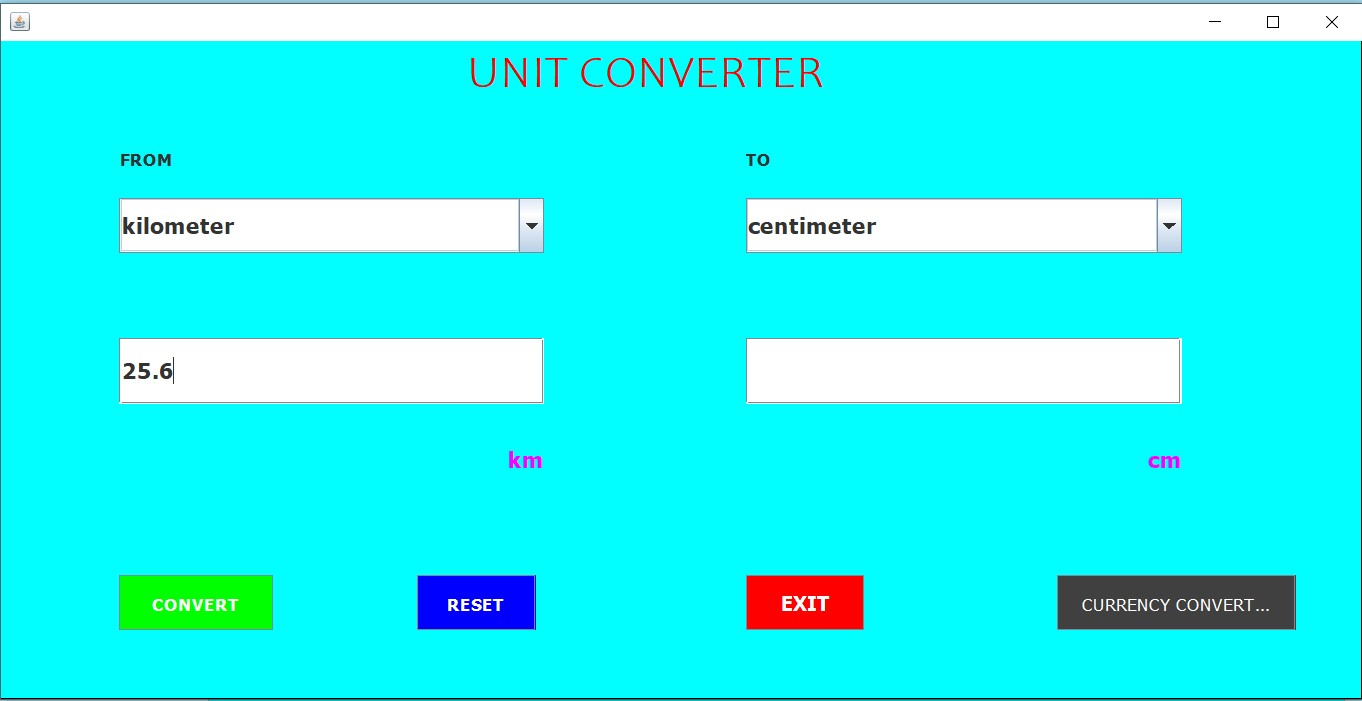 UNIT CONVERTER
FROM
TO
kilometer
centimeter
25.6
km
cm
CONVERT
RESET
EXIT
CURRENCY CONVERT...